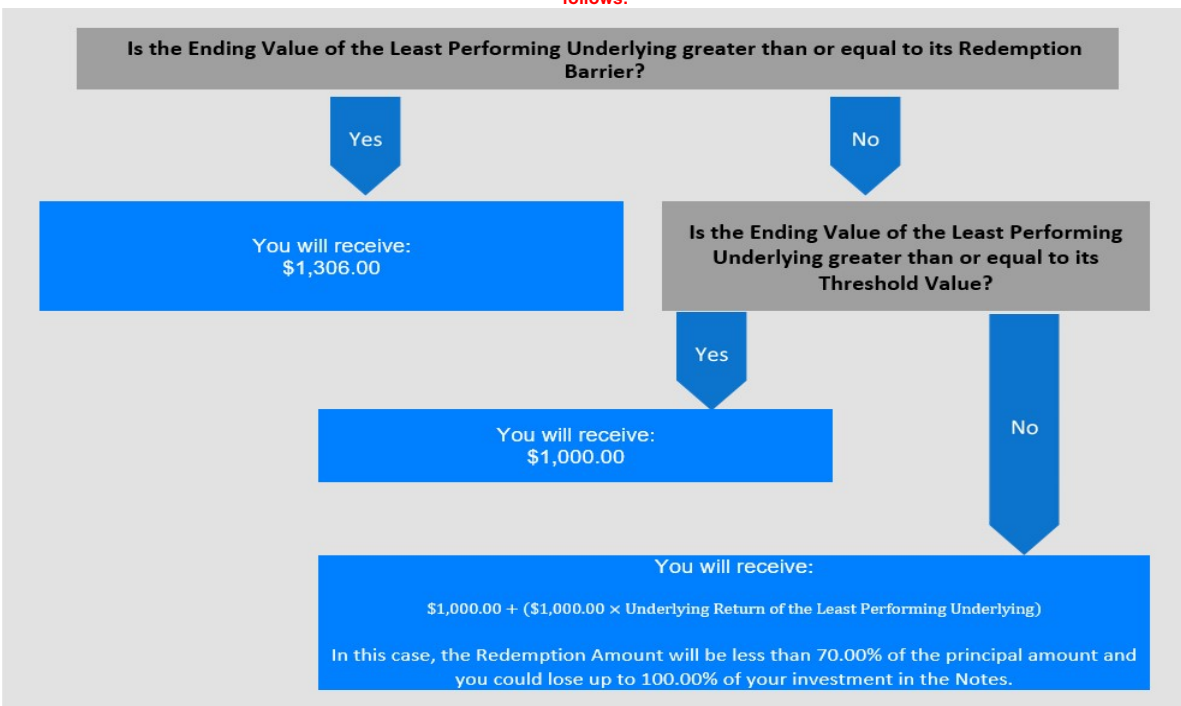 follows:
Is the Ending Value of the Least Performing Underlying greater than or equal to its Redemption
Barrier?
Yes
No
You will receive:
$1,306.00
Is the Ending Value of the Least Performing
Underlying greater than or equal to its
Threshold Value?
Yes
No
You will receive:
$1,000.00
You will receive:
$1,000.00 + ($1,000.00 × Underlying Return of the Least Performing Underlying)
In this case, the Redemption Amount will be less than 70.00% of the principal amount and
you could lose up to 100.00% of your investment in the Notes.